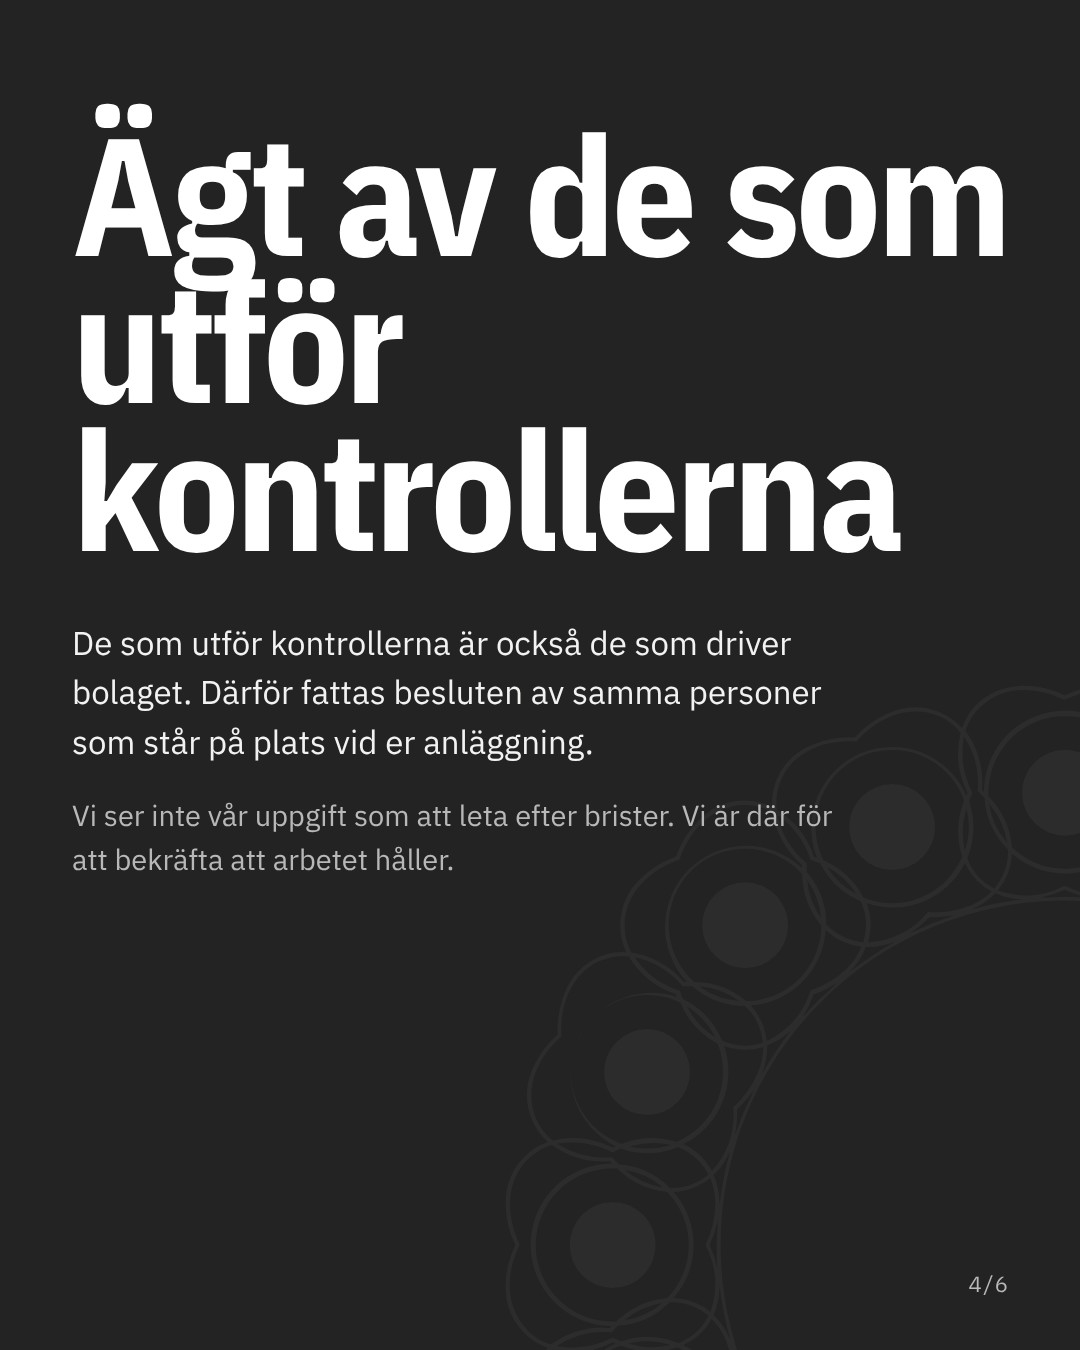 Ägt av de som
utför
kontrollerna
De som utför kontrollerna är också de som driver
bolaget. Därför fattas besluten av samma personer
som står på plats vid er anläggning.
Vi ser inte vår uppgift som att leta efter brister. Vi är där för
att bekräfta att arbetet håller.
4/6